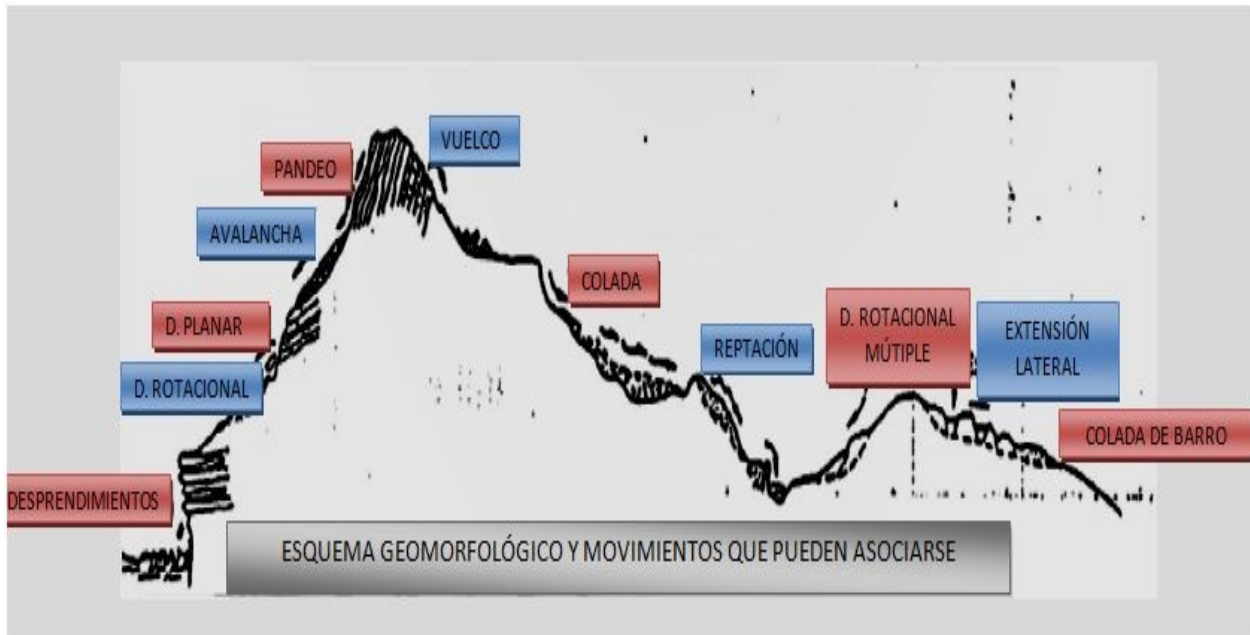 VUELCO
PANDEO
AVALANCHA
COLADA
D. PLANAR
D. ROTACIONAL
MÚTIPLE
EXTENSIÓN
LATERAL
REPTACIÓN
D. ROTACIONAL
COLADA DE BARRO
DESPRENDIMIENTOS
ESQUEMA GEOMORFOLÓGICO Y MOVIMIENTOS QUE PUEDEN ASOCIARSE